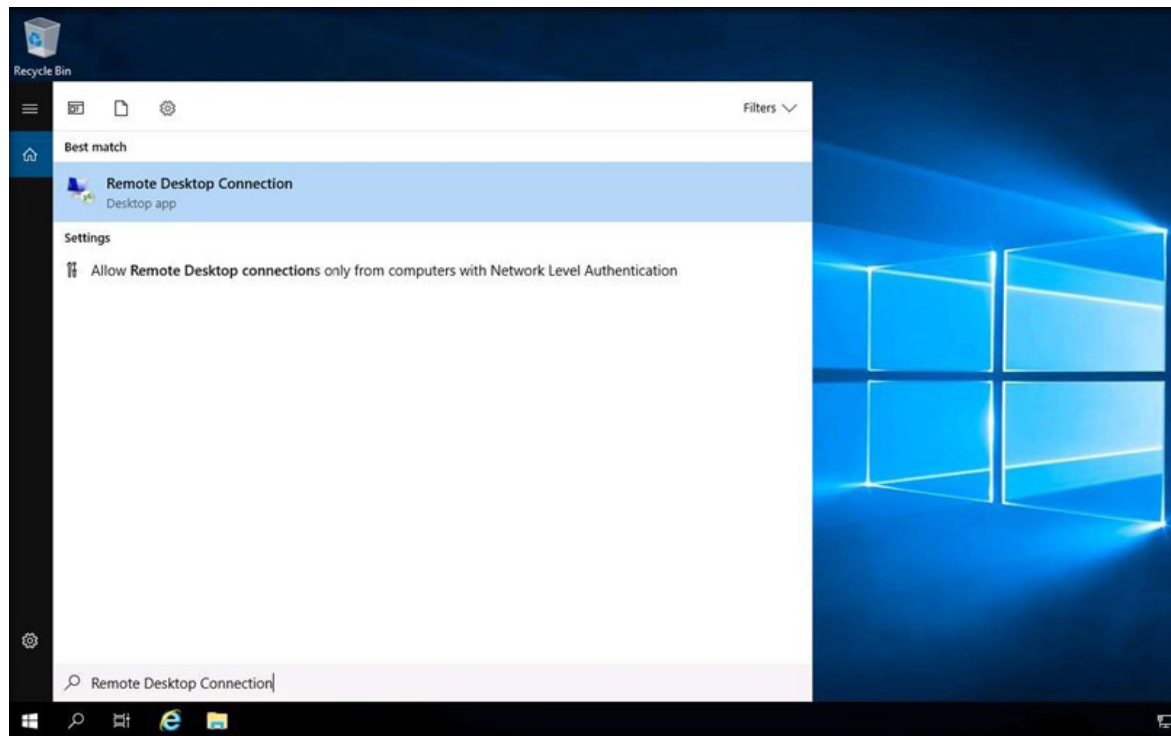 Recycle Bin
Filters
Best match
Remote Desktop Connection
Desktop app
Settings
Allow Remote Desktop connections only from computers with Network Level Authentication
Remote Desktop Connection